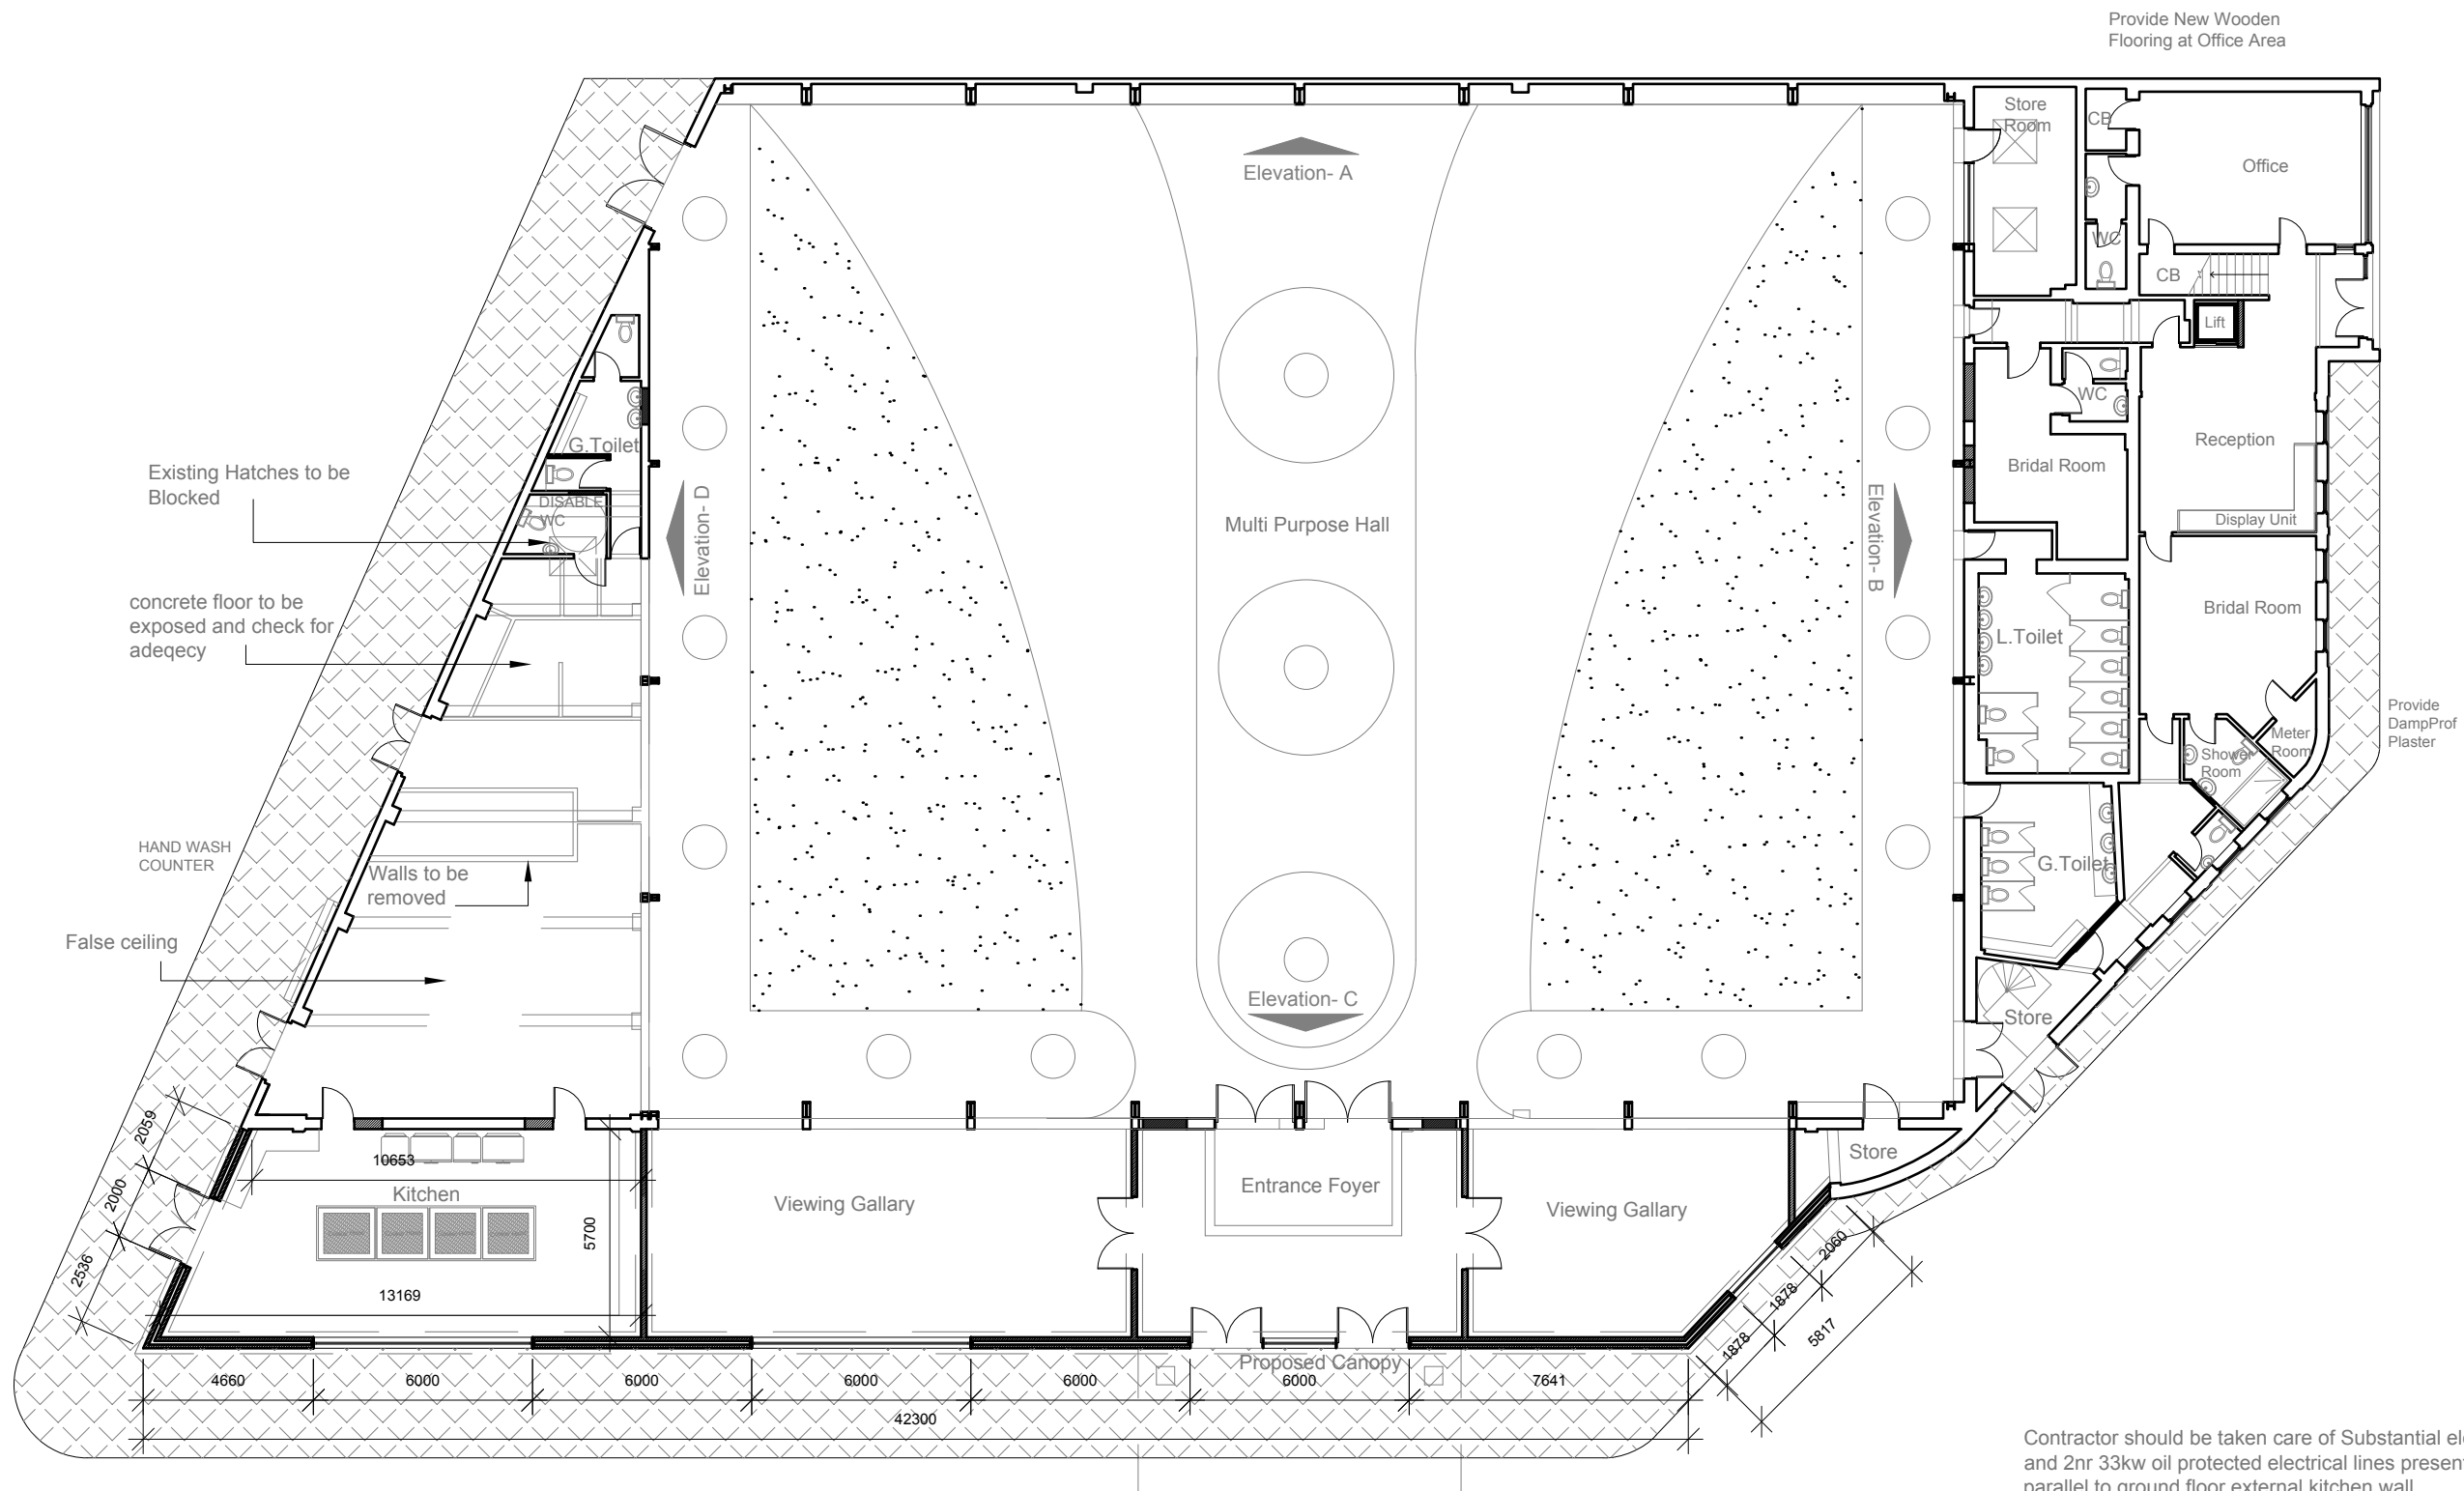 Provide New Wooden
Flooring at Office Area
Store
Room
CB
Office
WC
CB
Lift
Elevation- A
G.Toilet
WC
Reception
Bridal Room
Display Unit
Existing Hatches to be
Blocked
DISABLE
WC
Elevation- D
Multi Purpose Hall
Elevation- B
concrete floor to be
exposed and check for
adeqecy
L.Toilet
Bridal Room
Provide
DampProf
Plaster
Meter
Room
Shower
Room
HAND WASH
COUNTER
Walls to be
removed
G.Toilet
False ceiling
Elevation- C
Store
2059
10653
Kitchen
2000
5700
2536
13169
Viewing Gallary
Entrance Foyer
Viewing Gallary
Store
2060
1878
1878
5817
Proposed Canopy
4660
6000
6000
6000
6000
6000
7641
42300
Contractor should be taken care of Substantial
and 2nr 33kw oil protected electrical lines present
parallel to ground floor external kitchen wall